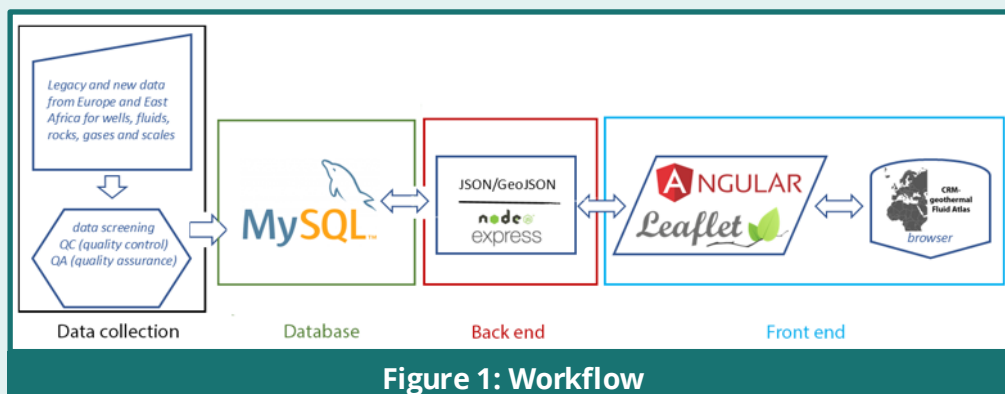 Legacy and new data
from Europe and East
Africa for wells, fluids,
rocks, gases and scales
data screening
QC (quality control)
QA (quality assurance)
MySQL™
JSON/GeoJSON
node
express
ANGULAR
Leaflet
CRM-
geothermal
Fluid Atlas
browser
Data collection
Database
Back end
Front end
Figure 1: Workflow